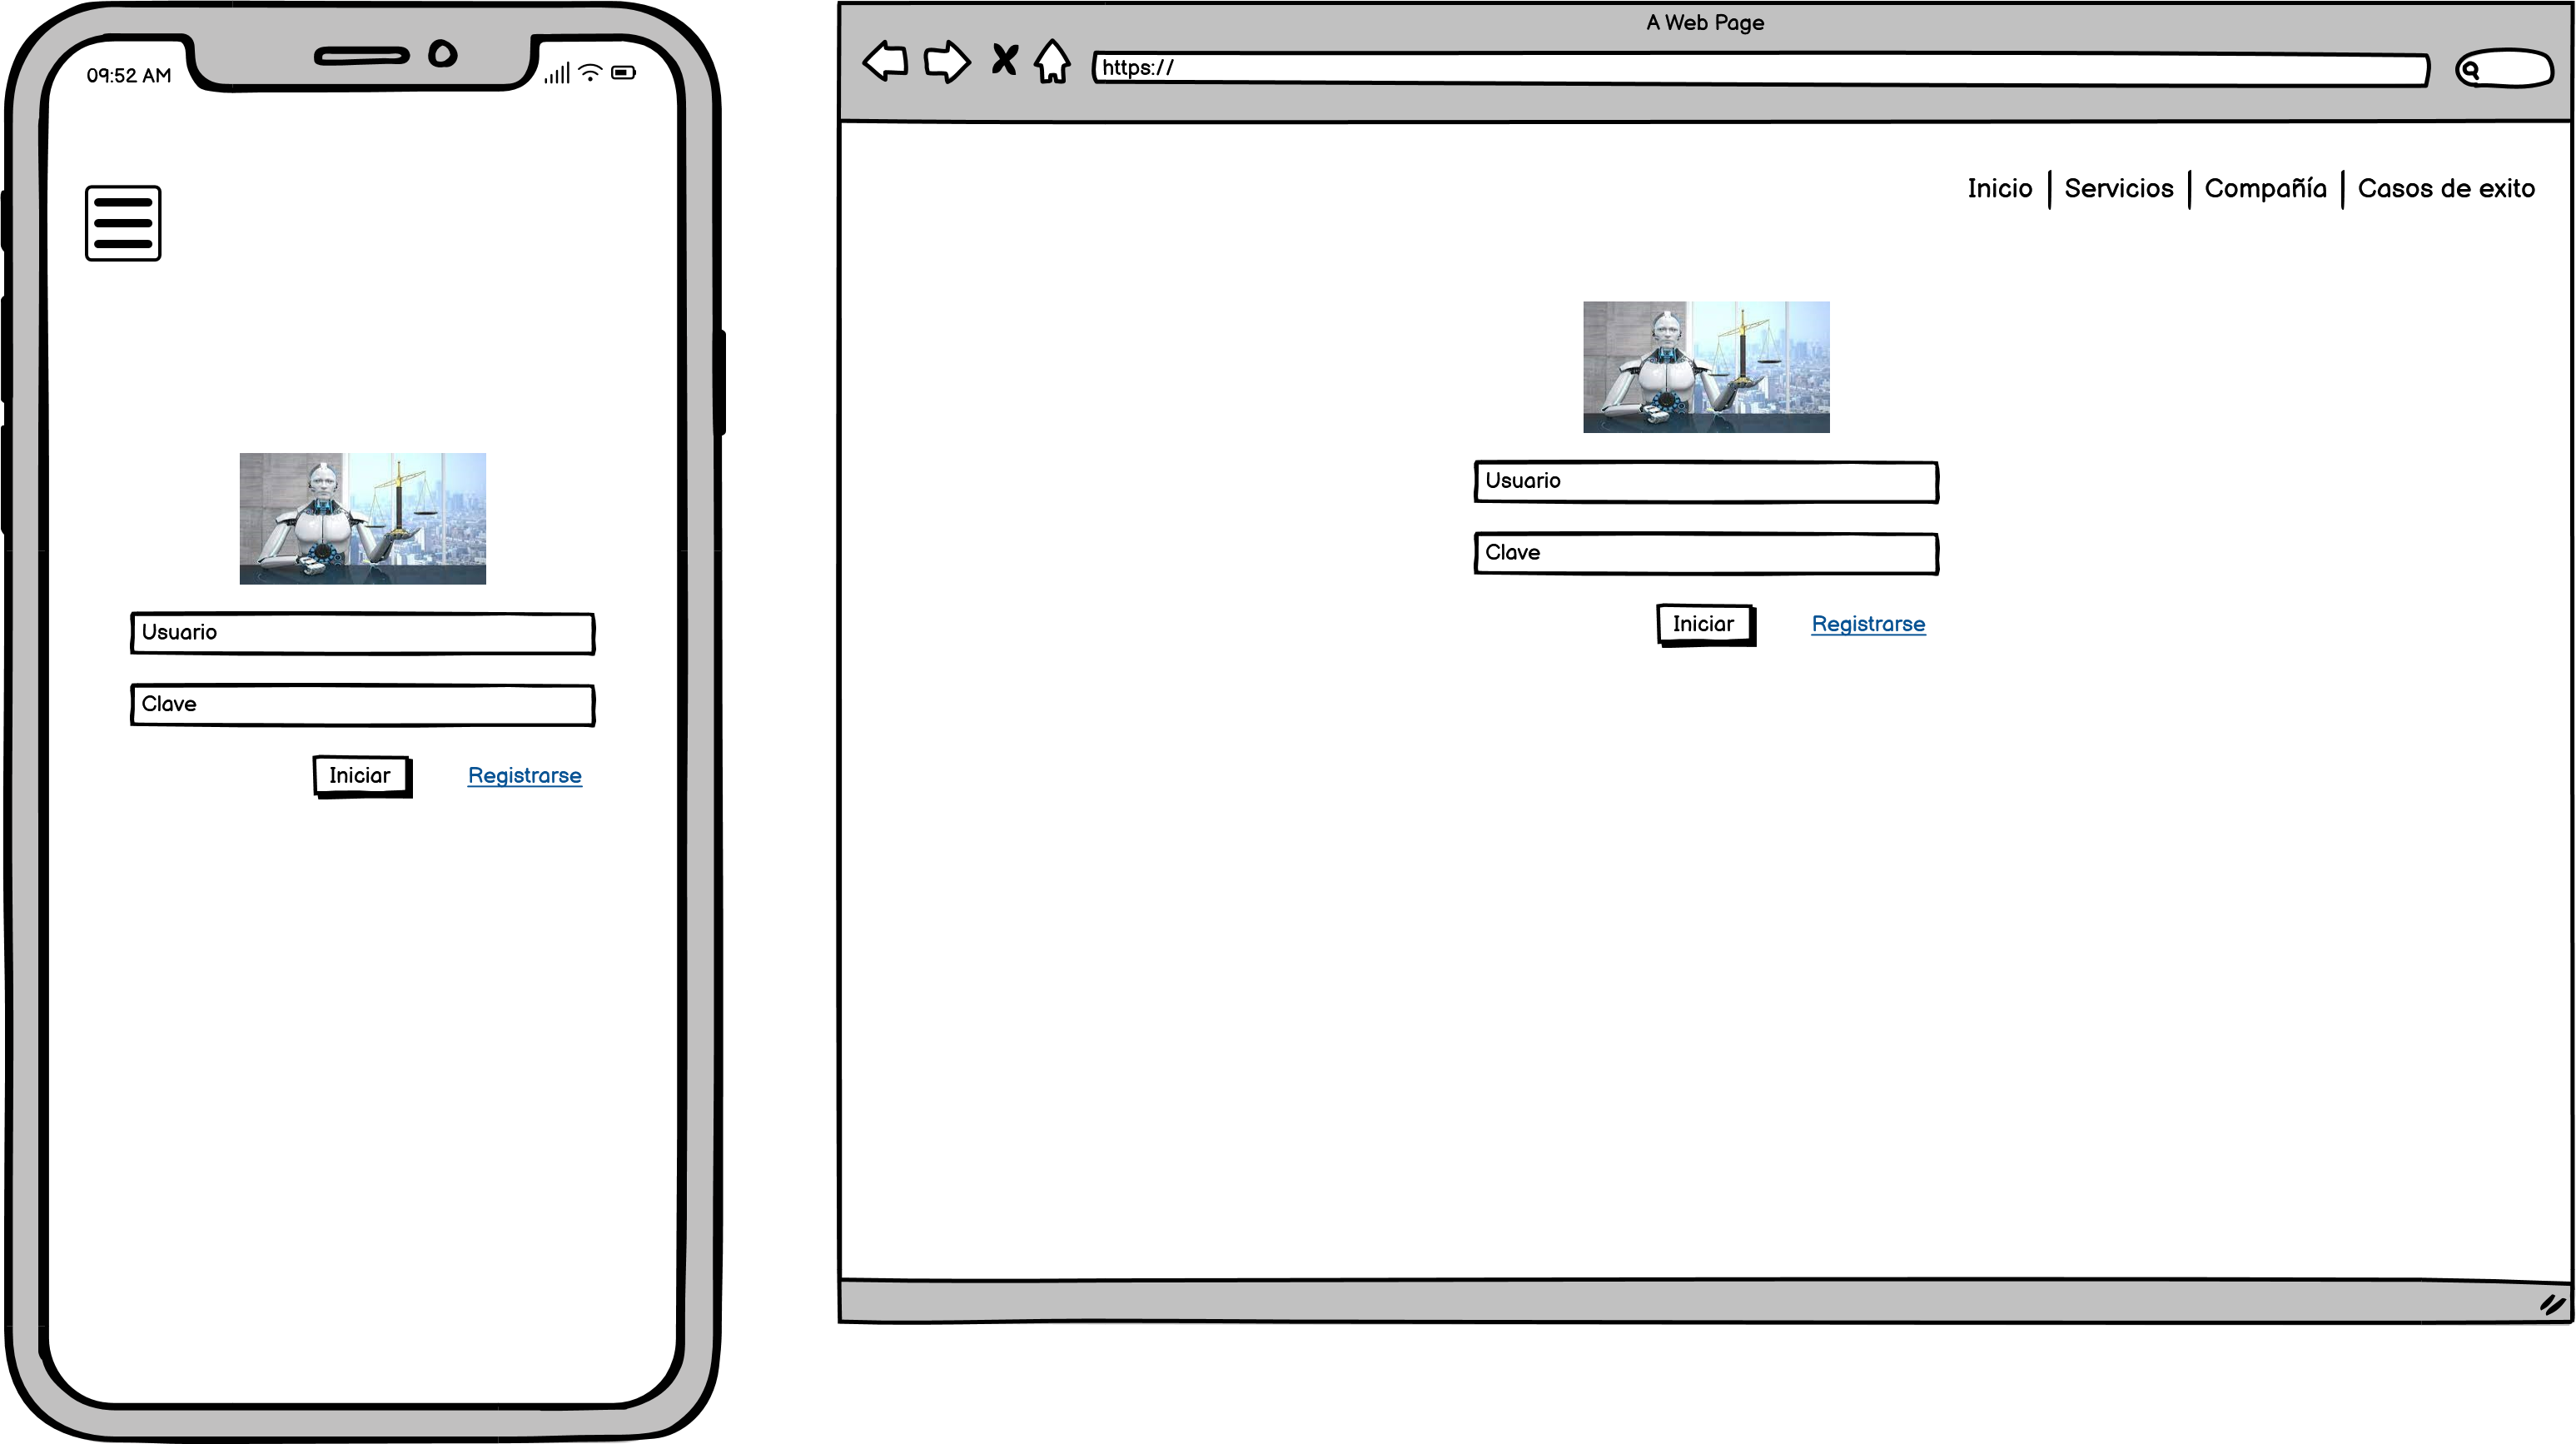 09:52 AM
Usuario
Clave
Iniciar
Registrarse
A Web Page
https://
Inicio
Servicios
Compañía
Casos de exito
Usuario
Clave
Iniciar
Registrarse